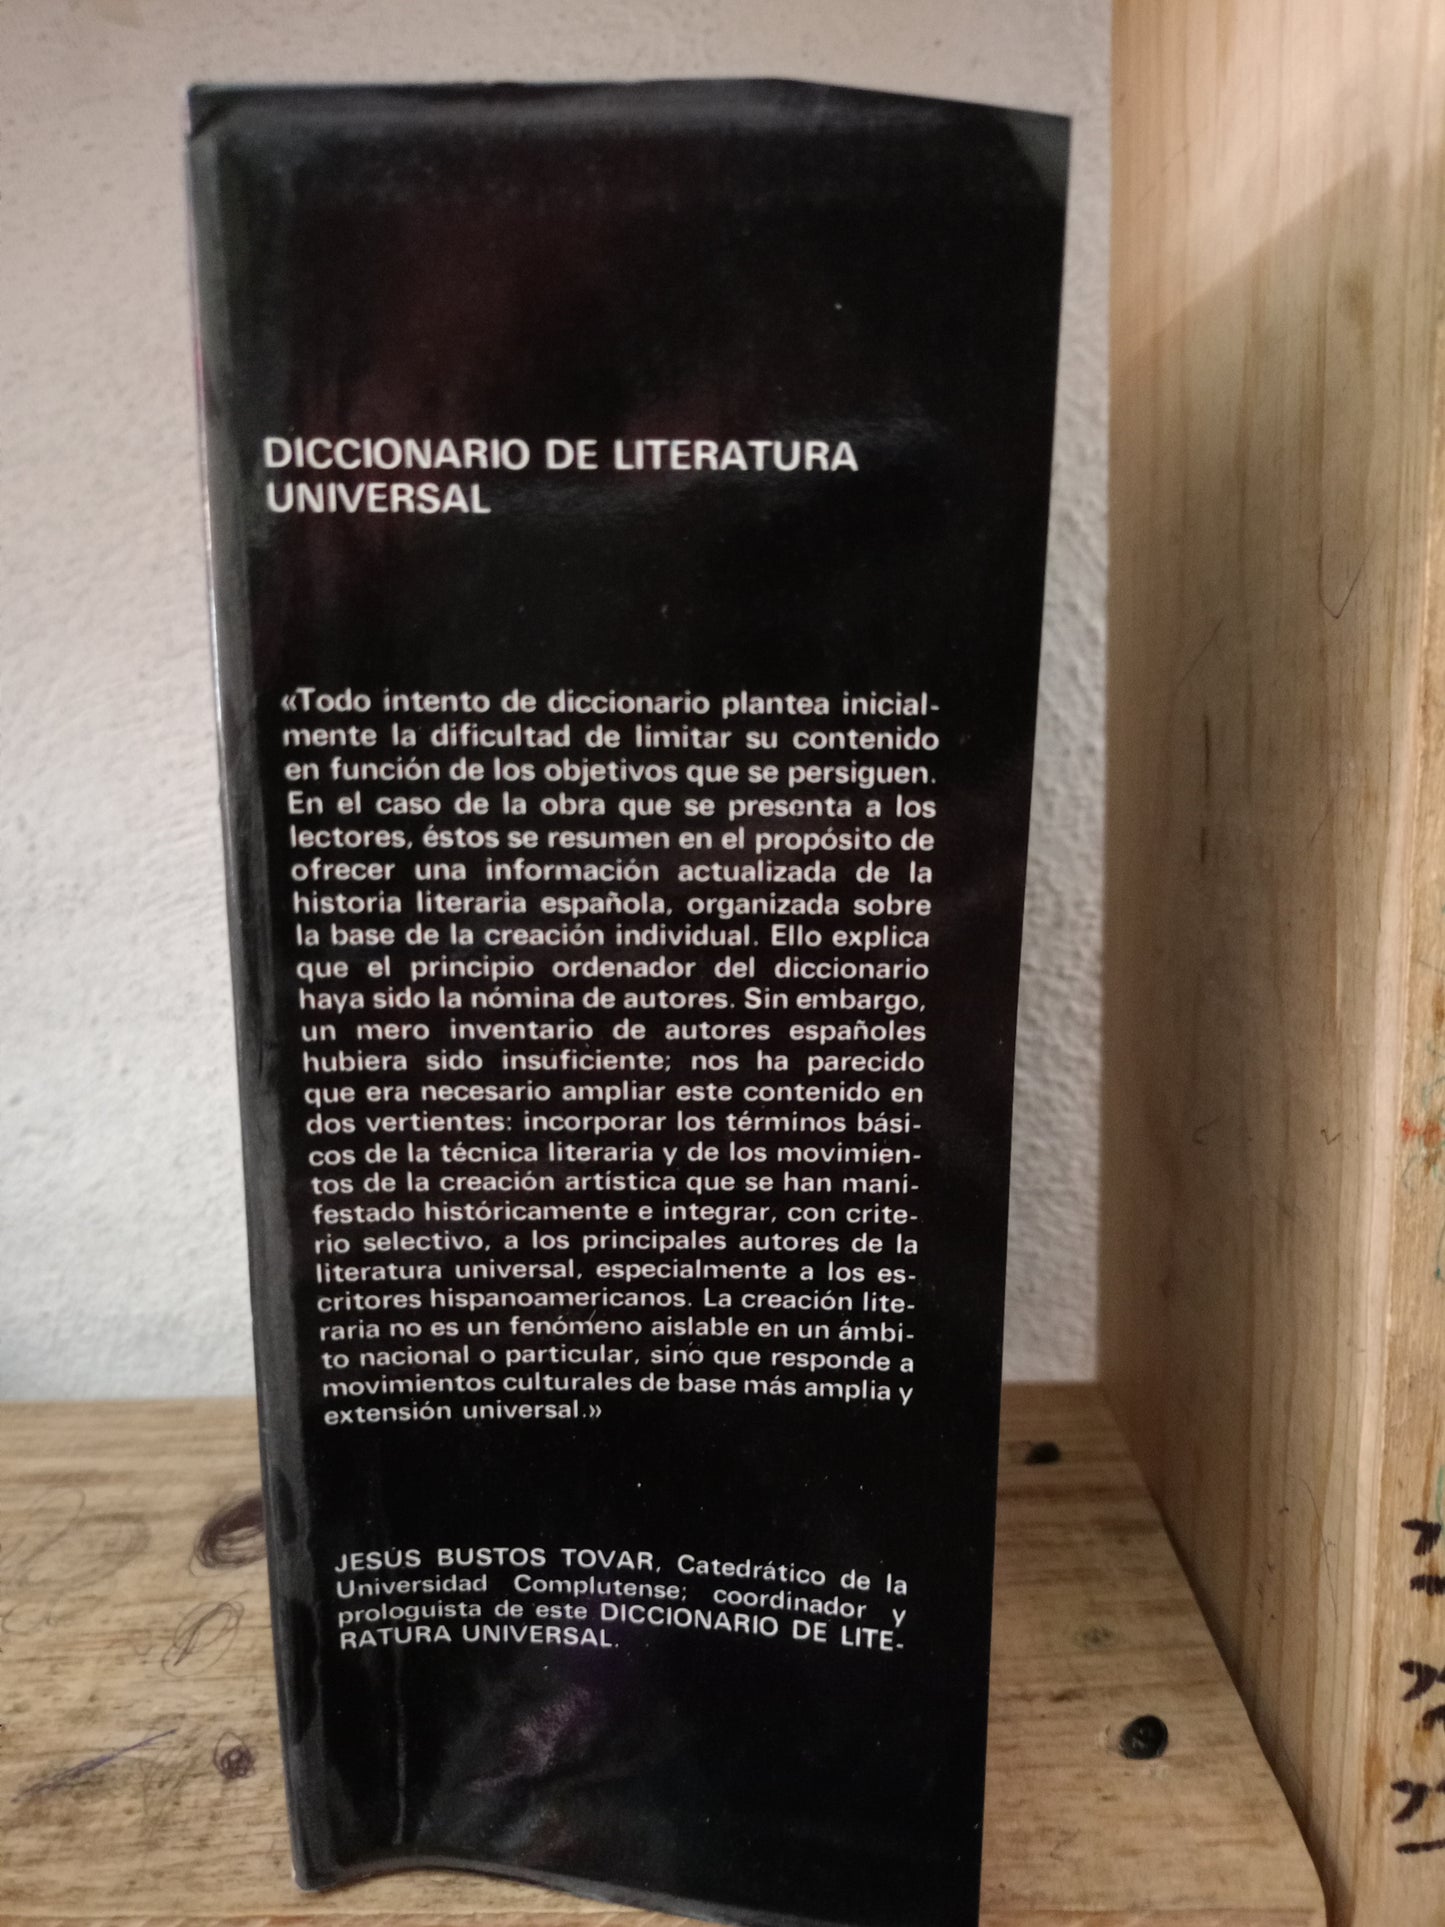 DICCIONARIO DE LITERATURA
UNIVERSAL
«Todo intento de diccionario plantea inicial-
mente la dificultad de limitar su contenido
en función de los objetivos que se persiguen.
En el caso de la obra que se presenta a los
lectores, éstos se resumen en el propósito de
ofrecer una información actualizada de la
historia literaria española, organizada sobre
la base de la creación individual. Ello explica
que el principio ordenador del diccionario
haya sido la nómina de autores. Sin embargo,
un mero inventario de autores españoles
hubiera sido insuficiente; nos ha parecido
que era necesario ampliar este contenido en
dos vertientes: incorporar los términos bási-
cos de la técnica literaria y de los movimien-
tos de la creación artística que se han mani-
festado históricamente e integrar, con crite-
rio selectivo, a los principales autores de la
literatura universal, especialmente a los es-
critores hispanoamericanos. La creación lite-
raria no es un fenómeno aislable en un ámbi-
to nacional o particular, sino que responde a
movimientos culturales de base más amplia y
extensión universal.»
JESÚS BUSTOS TOVAR, Catedrático de la
Universidad Complutense; coordinador y
prologuista de este DICCIONARIO DE LITE-
RATURA UNIVERSAL.